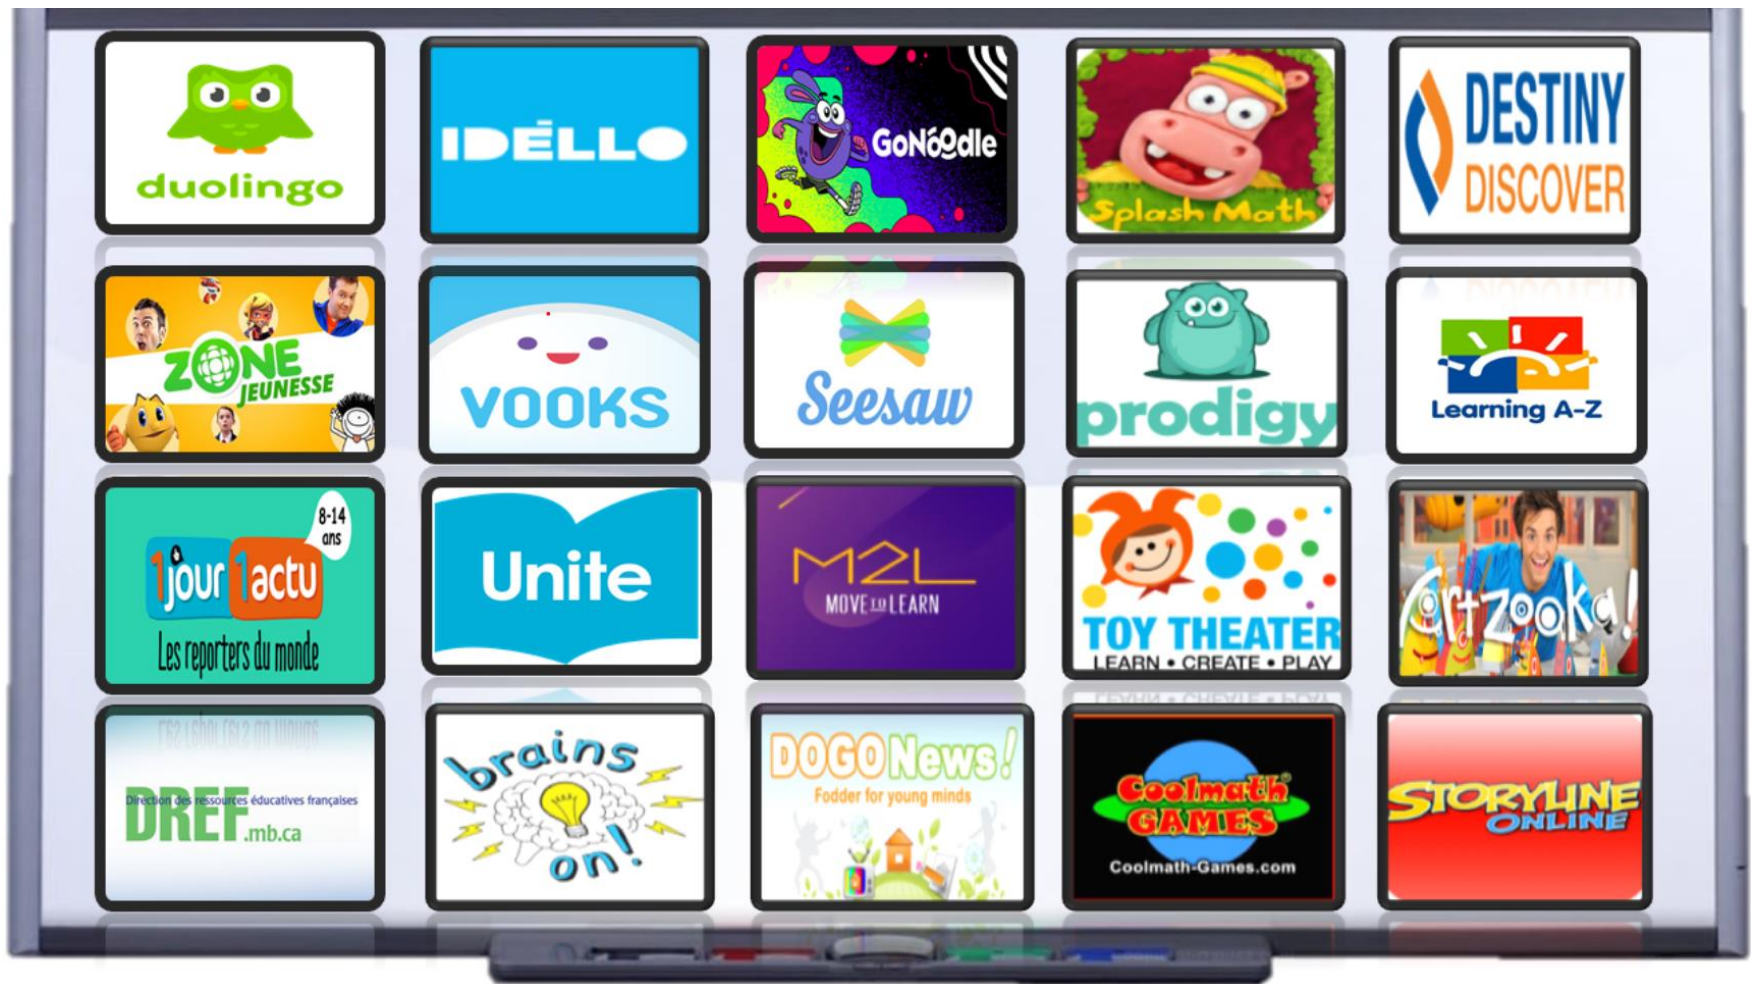 duolingo
IDÉLLO
GoNoodle
Splash Math
DESTINY
DISCOVER
ZONE
JEUNESSE
VOOKS
Seesaw
prodigy
Learning A-Z
8-14
ans
1jour 1actu
Les reporters du monde
Unite
M2L
MOVE TO LEARN
TOY THEATER
LEARN • CREATE • PLAY
artzooka!
Direction des ressources éducatives françaises
DREF.mb.ca
brains
on!
DOGONews!
Fodder for young minds
Coolmath®
GAMES
Coolmath-Games.com
STORYLINE
ONLINE